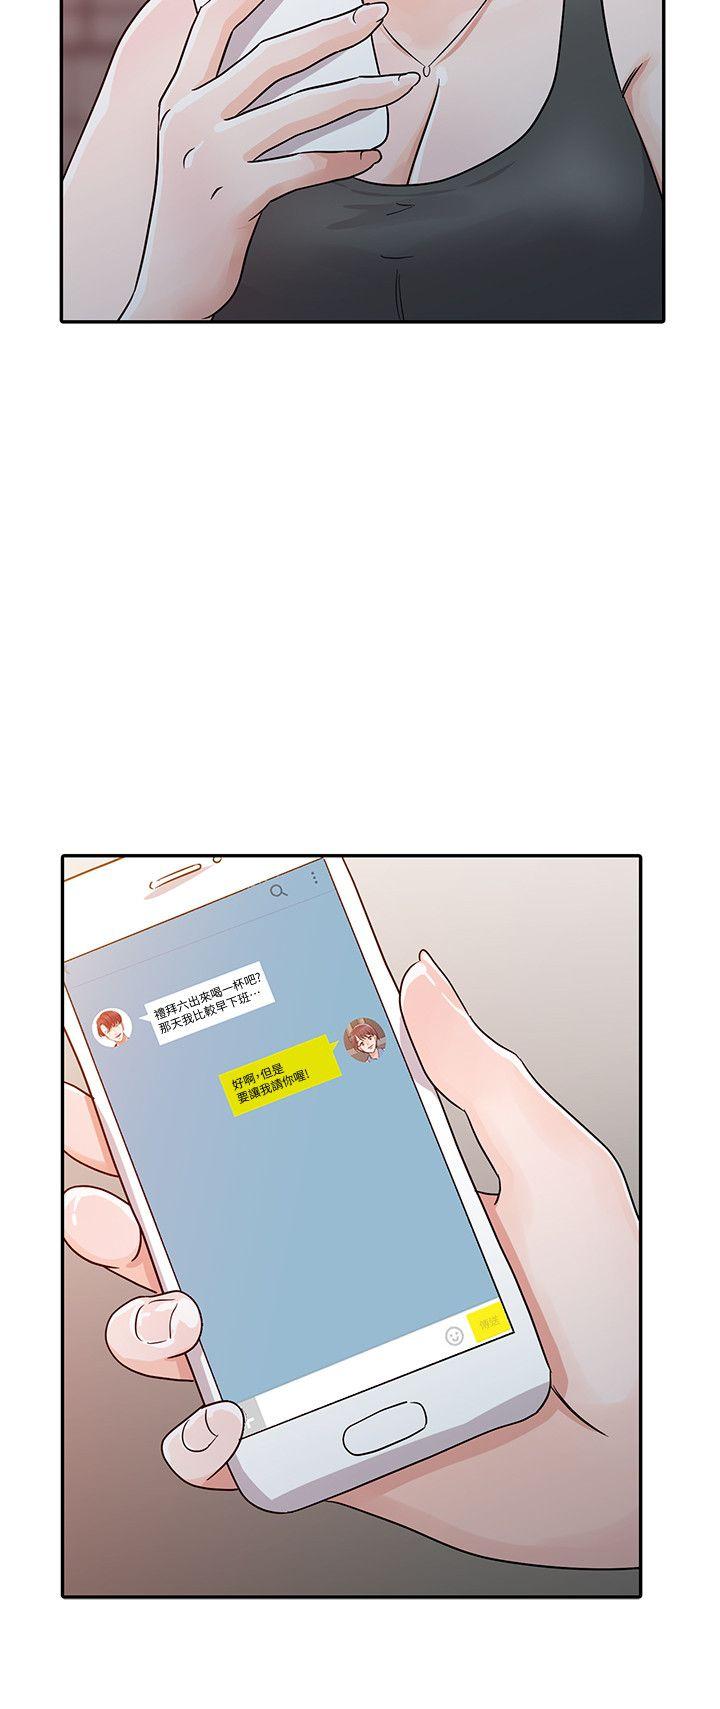 禮拜六出來喝一杯吧?
那天我比較早下班…
好啊，但是
要讓我請你喔!
傳送